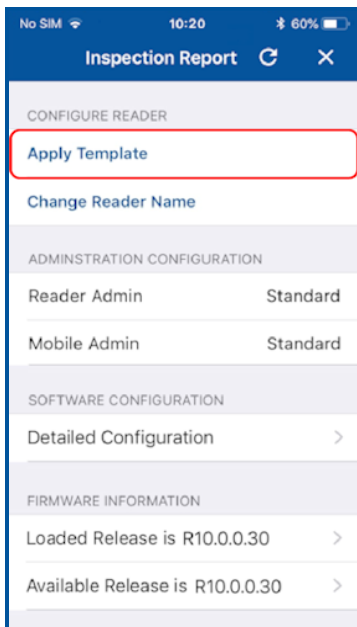 No SIM 10:20 60%
Inspection Report
CONFIGURE READER
Apply Template
Change Reader Name
ADMINSTRATION CONFIGURATION
Reader Admin Standard
Mobile Admin Standard
SOFTWARE CONFIGURATION
Detailed Configuration
FIRMWARE INFORMATION
Loaded Release is R10.0.0.30
Available Release is R10.0.0.30